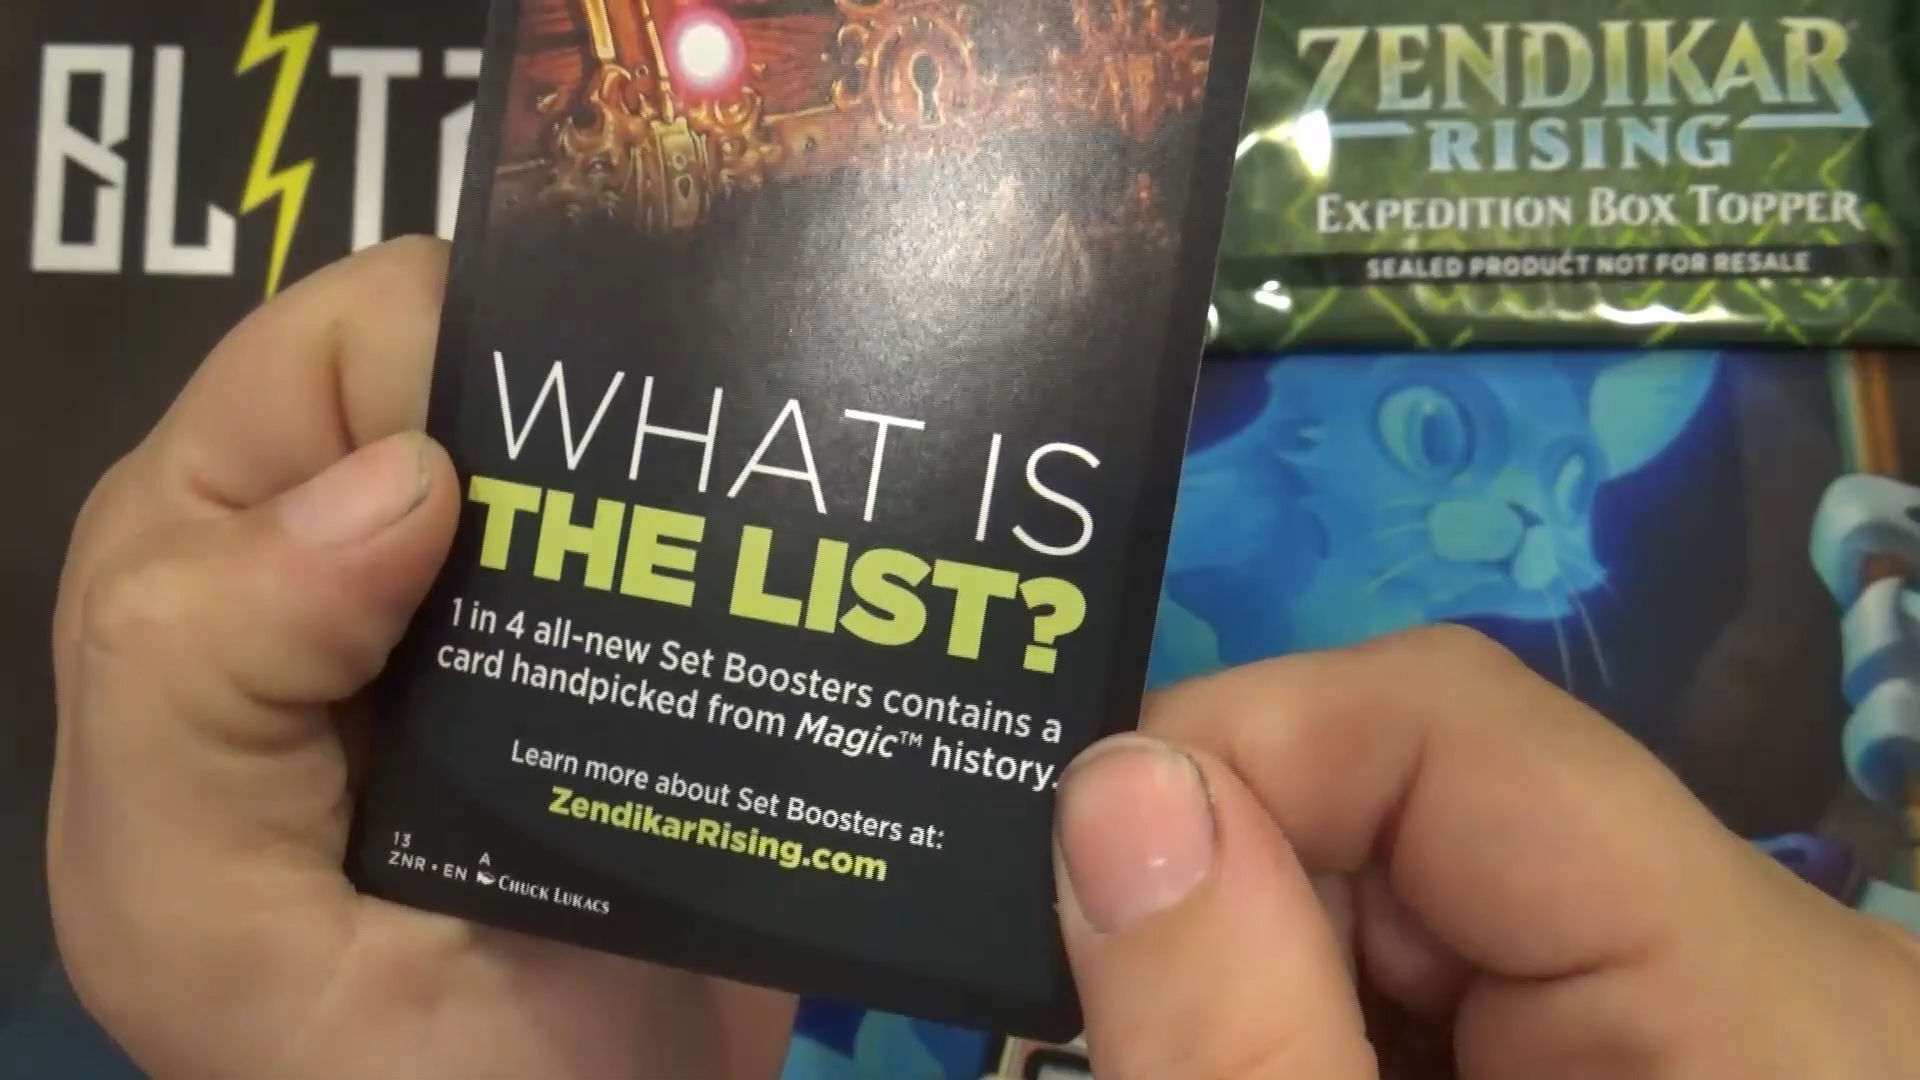 BLITZ
ZENDIKAR
RISING
EXPEDITION BOX TOPPER
SEALED PRODUCT NOT FOR RESALE
WHAT IS
THE LIST?
1 in 4 all-new Set Boosters contains a
card handpicked from Magic™ history.
Learn more about Set Boosters at:
ZendikarRising.com
13 A
ZNR • EN CHUCK LUKACS